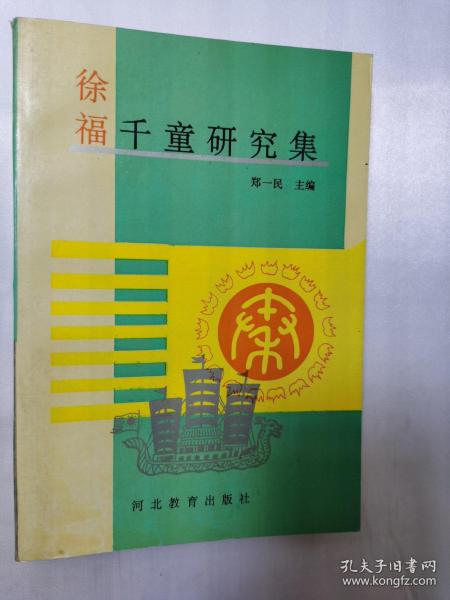 徐福
千童研究集
郑一民 主编
秦
河北教育出版社
孔夫子旧书网
www.kongfz.com